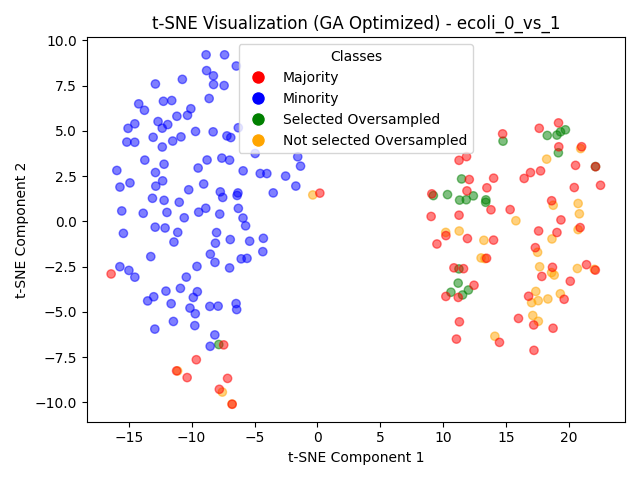 t-SNE Visualization (GA Optimized) - ecoli_0_vs_1
t-SNE Component 2
10.0
7.5
5.0
2.5
0.0
−2.5
−5.0
−7.5
−10.0
Classes
Majority
Minority
Selected Oversampled
Not selected Oversampled
−15
−10
−5
0
5
10
15
20
t-SNE Component 1